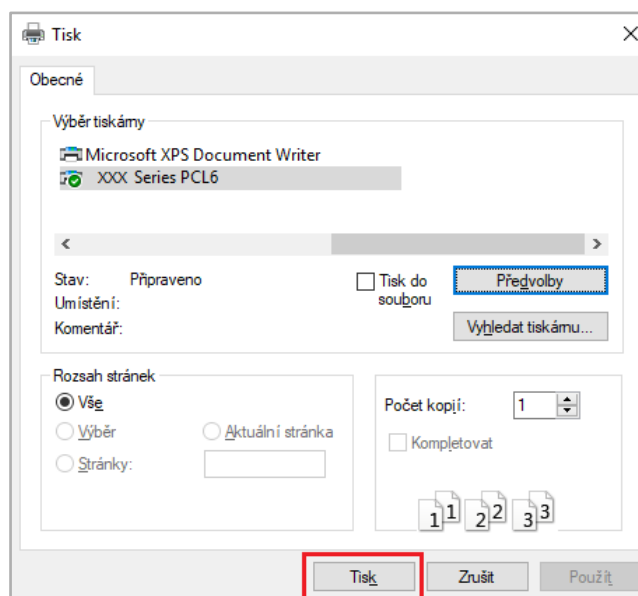 Tisk
Obecné
Výběr tiskárny
Microsoft XPS Document Writer
XXX Series PCL6
Stav: Připraveno
Umístění:
Komentář:
Tisk do
souboru
Předvolby
Vyhledat tiskárnu...
Rozsah stránek
Vše
Výběr
Aktuální stránka
Stránky:
Počet kopií: 1
Kompletovat
1 1 2 2 3 3
Tisk
Zrušit
Použít